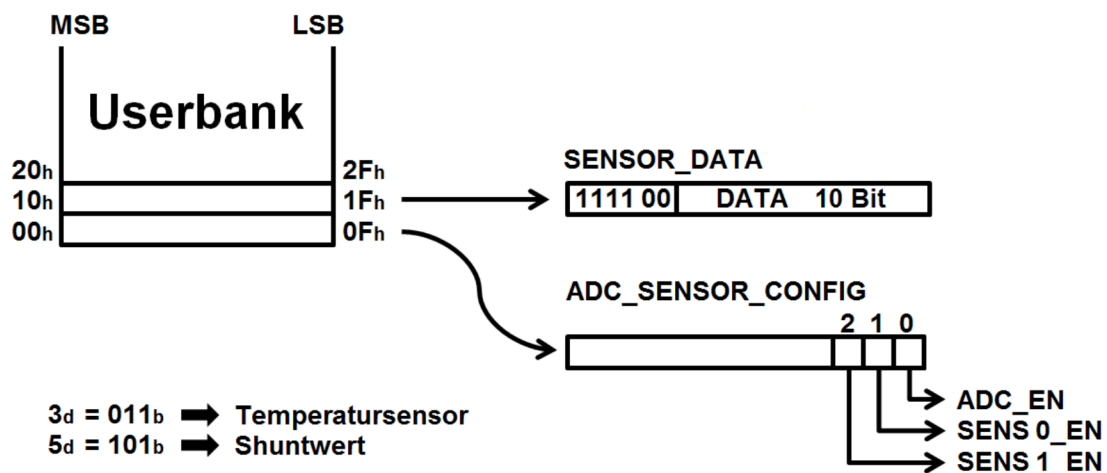 MSB LSB
Userbank
20h 2Fh
10h 1Fh
00h 0Fh
SENSOR_DATA
1111 00 DATA 10 Bit
ADC_SENSOR_CONFIG
2 1 0
ADC_EN
SENS 0_EN
SENS 1_EN
3d = 011b Temperatursensor
5d = 101b Shuntwert